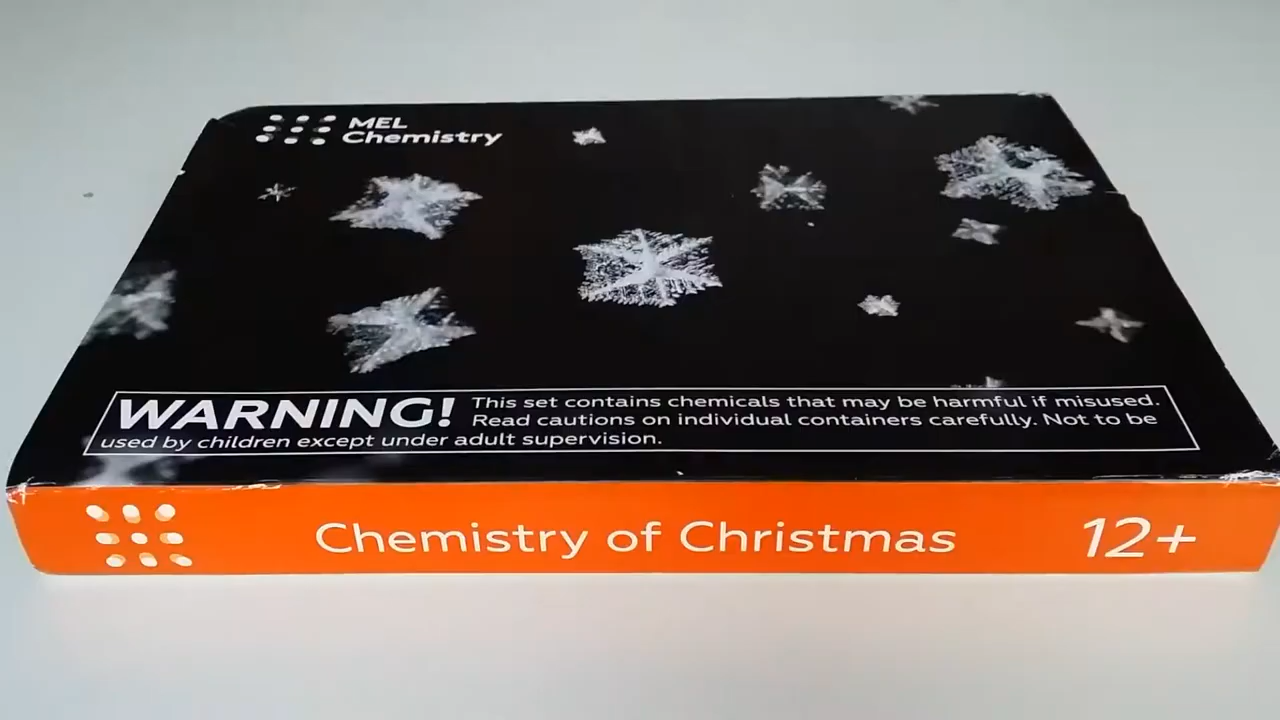 MEL
Chemistry
WARNING! This set contains chemicals that may be harmful if misused.
Read cautions on individual containers carefully. Not to be
used by children except under adult supervision.
Chemistry of Christmas 12+